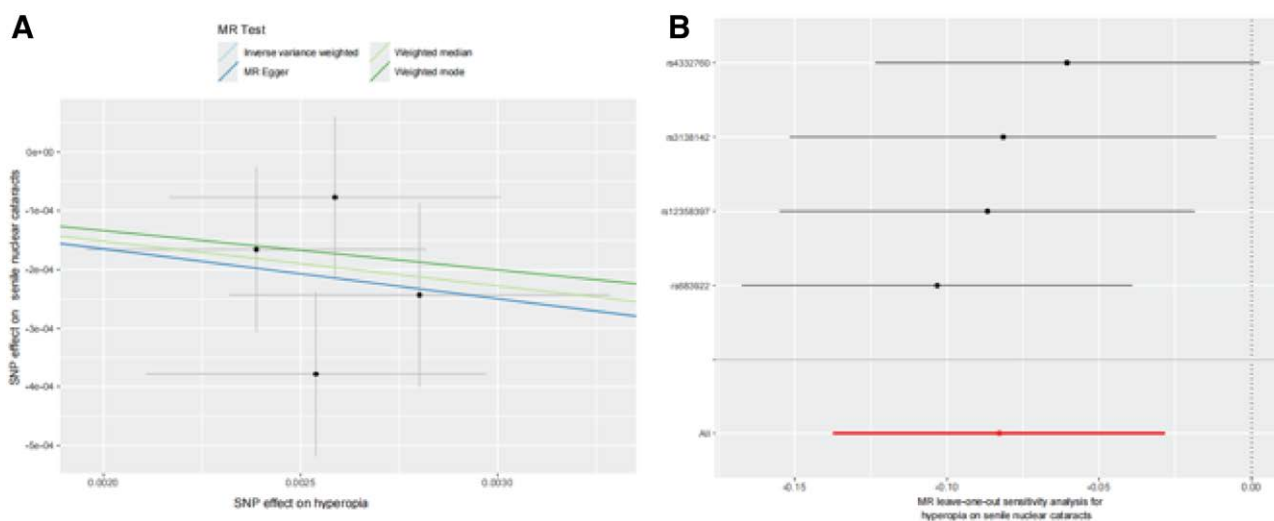 A
MR Test
Inverse variance weighted
Weighted median
MR Egger
Weighted mode
SNP effect on senile nuclear cataracts
0e+00
-1e-04
-2e-04
-3e-04
-4e-04
-5e-04
0.0020
0.0025
0.0030
SNP effect on hyperopia
B
rs4332760
rs3138142
rs12358397
rs683922
All
-0.15
-0.10
-0.05
0.00
MR leave-one-out sensitivity analysis for
hyperopia on senile nuclear cataracts